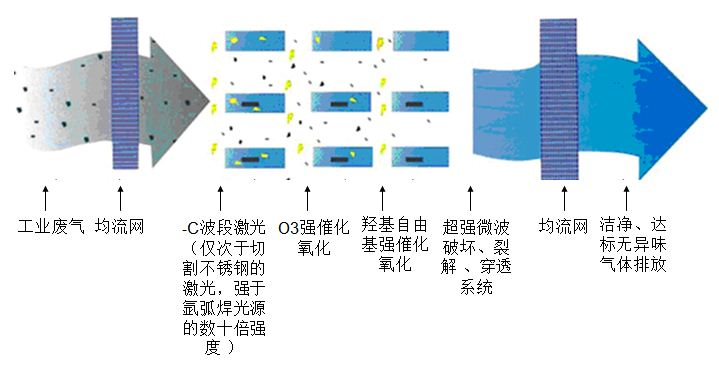 工业废气
均流网
-C波段激光
（仅次于切
割不锈钢的
激光，强于
氩弧焊光源
的数十倍强
度 ）
O3强催化
氧化
羟基自由
基强催化
氧化
超强微波
破坏、裂
解 、穿透
系统
均流网
洁净、达
标无异味
气体排放